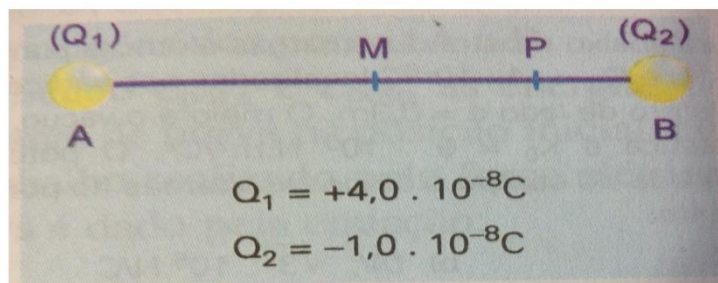 (Q₁) M P (Q₂)
A B
Q₁ = +4,0 . 10⁻⁸C
Q₂ = −1,0 . 10⁻⁸C